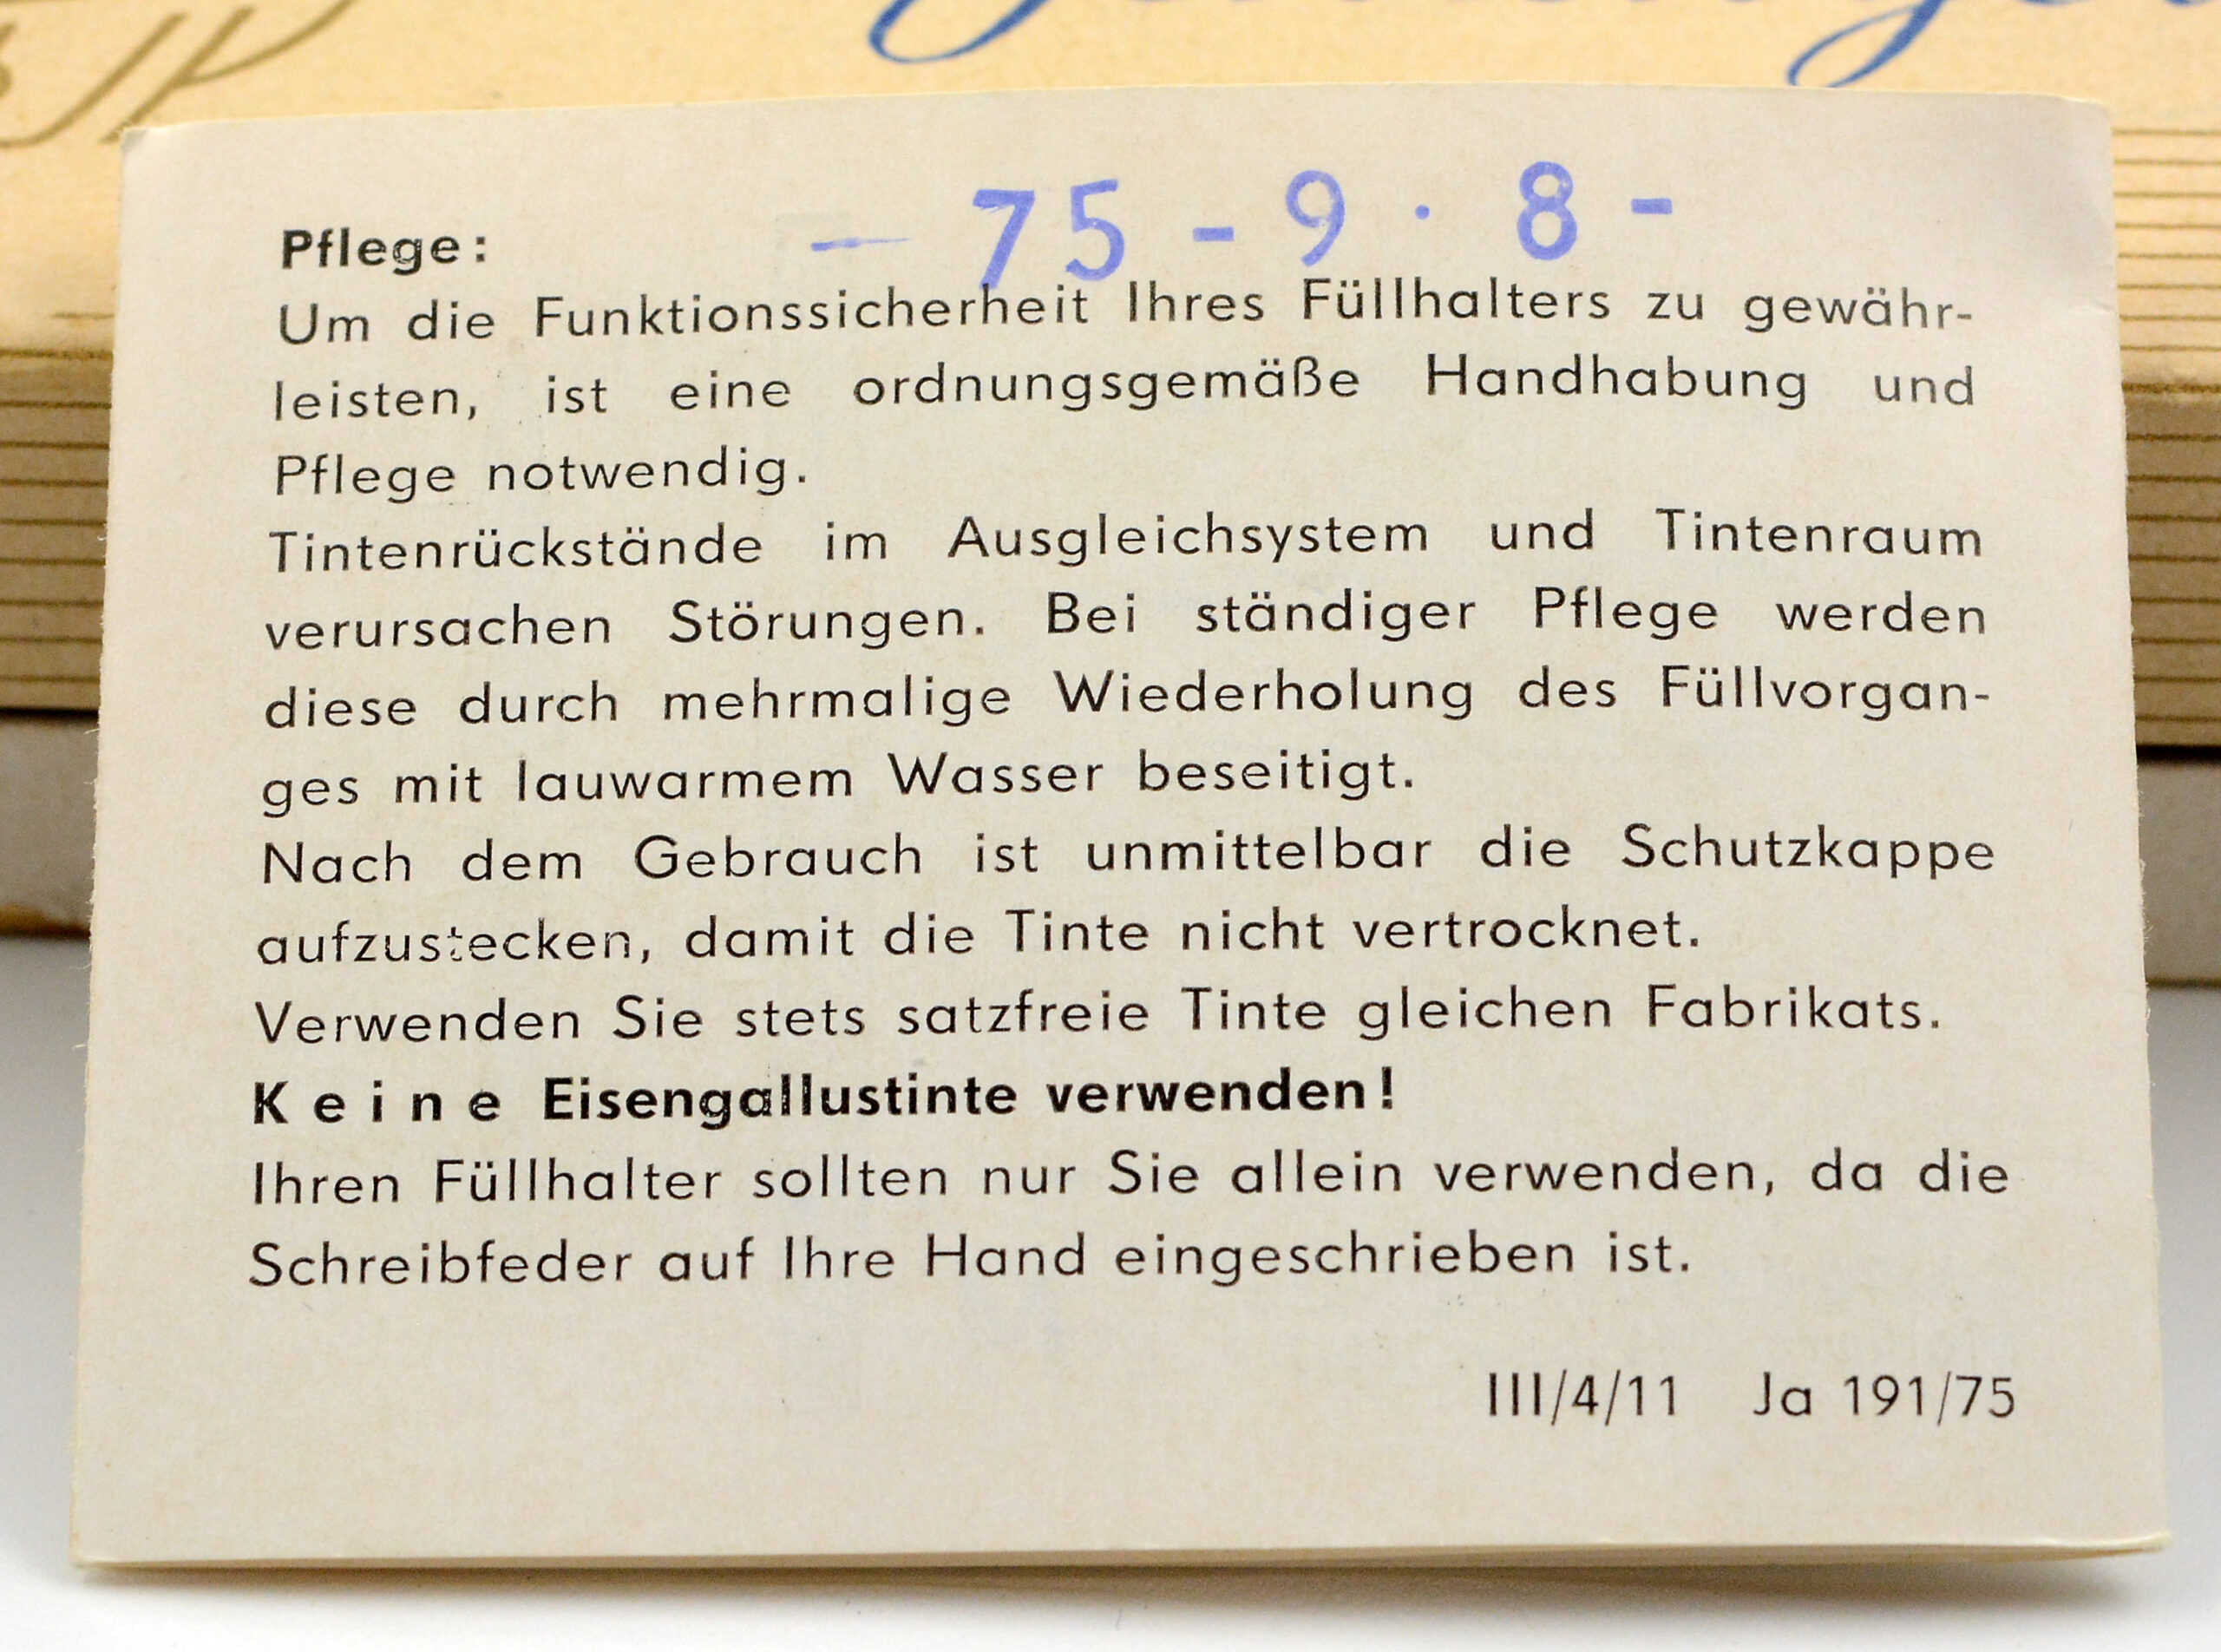 — 75 - 9 · 8 -
Pflege:
Um die Funktionssicherheit Ihres Füllhalters zu gewähr-
leisten, ist eine ordnungsgemäße Handhabung und
Pflege notwendig.
Tintenrückstände im Ausgleichsystem und Tintenraum
verursachen Störungen. Bei ständiger Pflege werden
diese durch mehrmalige Wiederholung des Füllvorgan-
ges mit lauwarmem Wasser beseitigt.
Nach dem Gebrauch ist unmittelbar die Schutzkappe
aufzustecken, damit die Tinte nicht vertrocknet.
Verwenden Sie stets satzfreie Tinte gleichen Fabrikats.
K e i n e Eisengallustinte verwenden!
Ihren Füllhalter sollten nur Sie allein verwenden, da die
Schreibfeder auf Ihre Hand eingeschrieben ist.
III/4/11 Ja 191/75